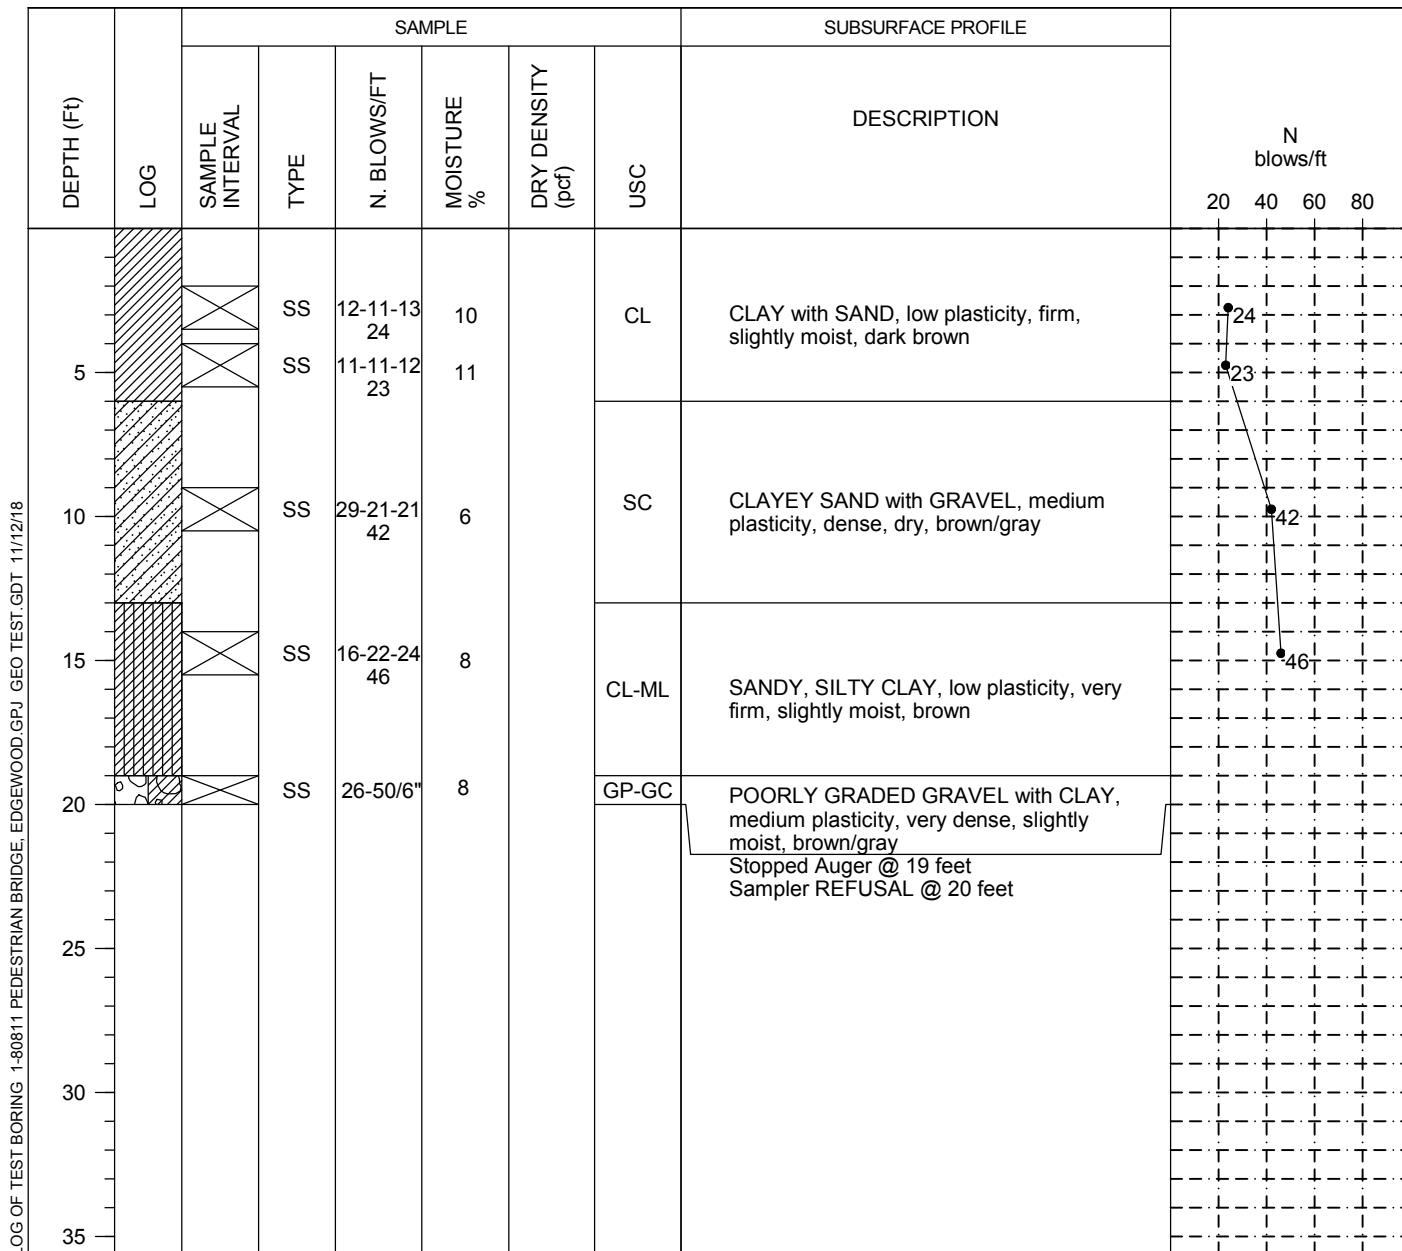 SAMPLE
SUBSURFACE PROFILE
DEPTH (Ft)
LOG
SAMPLE
INTERVAL
TYPE
N. BLOWS/FT
MOISTURE
%
DRY DENSITY
(pcf)
USC
DESCRIPTION
N
blows/ft
20 40 60 80
SS
12-11-13
24
10
CL
CLAY with SAND, low plasticity, firm,
slightly moist, dark brown
24
5
SS
11-11-12
23
11
23
10
SS
29-21-21
42
6
SC
CLAYEY SAND with GRAVEL, medium
plasticity, dense, dry, brown/gray
42
15
SS
16-22-24
46
8
CL-ML
SANDY, SILTY CLAY, low plasticity, very
firm, slightly moist, brown
46
20
SS
26-50/6"
8
GP-GC
POORLY GRADED GRAVEL with CLAY,
medium plasticity, very dense, slightly
moist, brown/gray
Stopped Auger @ 19 feet
Sampler REFUSAL @ 20 feet
25
30
35
LOG OF TEST BORING 1-80811 PEDESTRIAN BRIDGE, EDGEWOOD.GPJ GEO TEST.GDT 11/12/18